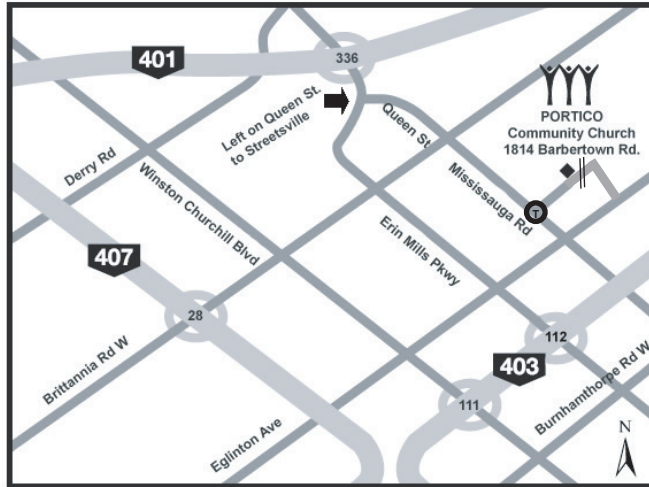 401
336
Left on Queen St.
to Streetsville
Queen St
PORTICO
Community Church
1814 Barbertown Rd.
Derry Rd
Winston Churchill Blvd
Mississauga Rd
T
Erin Mills Pkwy
407
28
112
Brittannia Rd W
403
Burnhamthorpe Rd W
111
Eglinton Ave
N